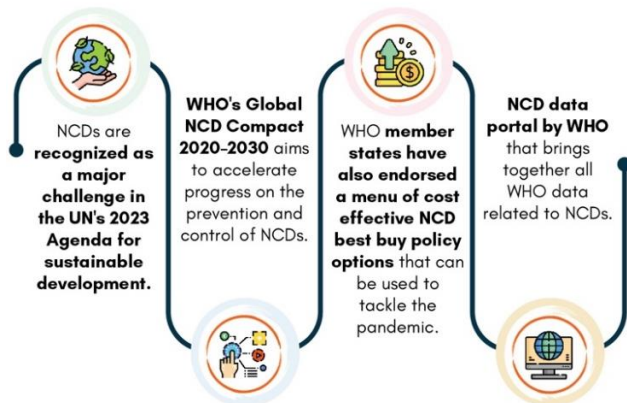 NCDs are
recognized as
a major
challenge in
the UN's 2023
Agenda for
sustainable
development.
WHO's Global
NCD Compact
2020-2030 aims
to accelerate
progress on the
prevention and
control of NCDs.
WHO member
states have
also endorsed
a menu of cost
effective NCD
best buy policy
options that can
be used to
tackle the
pandemic.
NCD data
portal by WHO
that brings
together all
WHO data
related to NCDs.